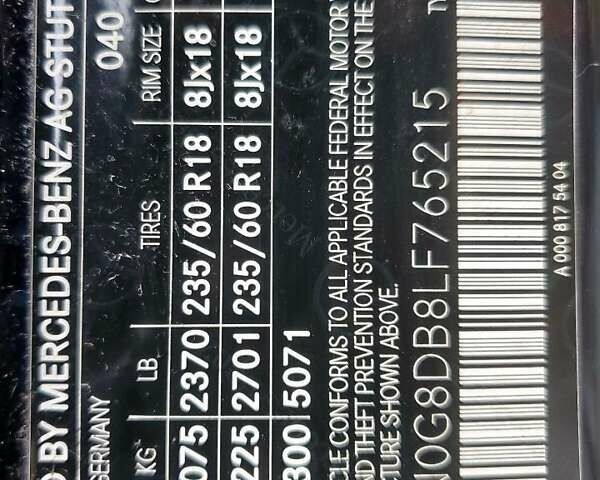 D BY MERCEDES-BENZ AG STUT
GERMANY 040
KG LB TIRES RIM SIZE
075 2370 235/60 R18 8Jx18
225 2701 235/60 R18 8Jx18
300 5071
CLE CONFORMS TO ALL APPLICABLE FEDERAL MOTOR
ND THEFT PREVENTION STANDARDS IN EFFECT ON THE
CTURE SHOWN ABOVE.
N0G8DB8LF765215
A 000 817 54 04